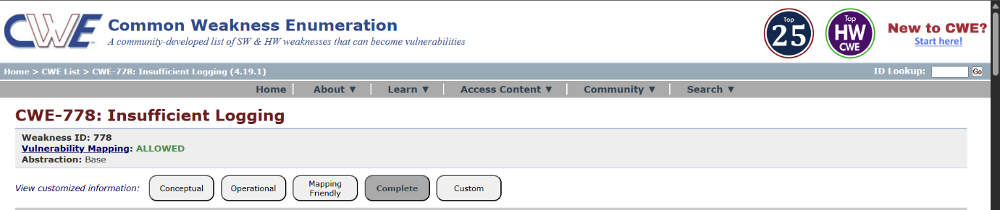 CWE
Common Weakness Enumeration
A community-developed list of SW & HW weaknesses that can become vulnerabilities
Top
25
Top
HW
CWE
New to CWE?
Start here!
Home > CWE List > CWE-778: Insufficient Logging (4.19.1)
ID Lookup:
Go
Home
About ▼
Learn ▼
Access Content ▼
Community ▼
Search ▼
CWE-778: Insufficient Logging
Weakness ID: 778
Vulnerability Mapping: ALLOWED
Abstraction: Base
View customized information:
Conceptual
Operational
Mapping
Friendly
Complete
Custom